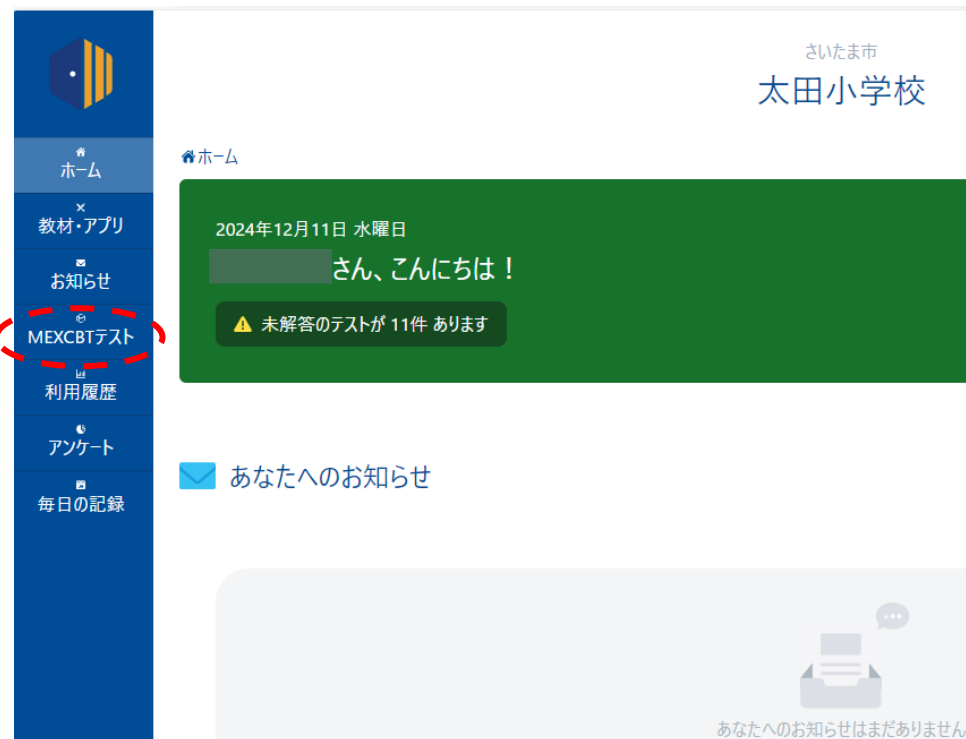 さいたま市
太田小学校
ホーム
教材・アプリ
お知らせ
MEXCBTテスト
利用履歴
アンケート
毎日の記録
ホーム
2024年12月11日 水曜日
さん、こんにちは！
未解答のテストが 11件 あります
あなたへのお知らせ
あなたへのお知らせはまだありません